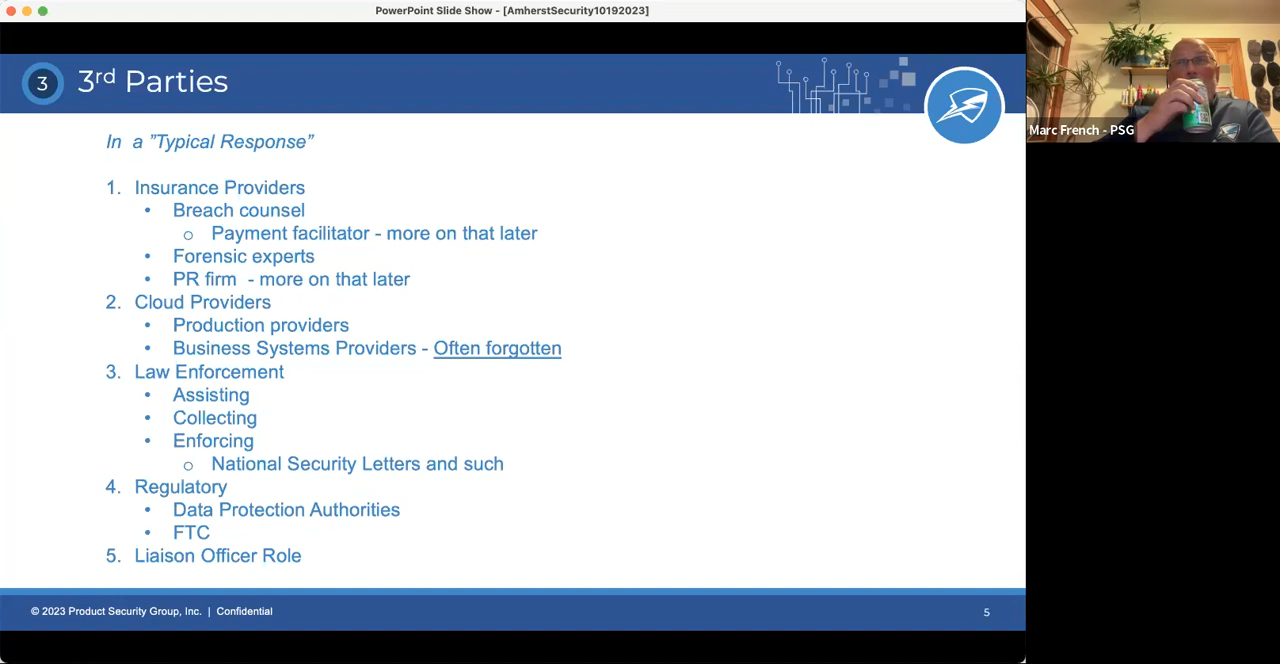 PowerPoint Slide Show - [AmherstSecurity10192023]
3 3rd Parties
In a ”Typical Response”
1. Insurance Providers
• Breach counsel
o Payment facilitator - more on that later
• Forensic experts
• PR firm - more on that later
2. Cloud Providers
• Production providers
• Business Systems Providers - Often forgotten
3. Law Enforcement
• Assisting
• Collecting
• Enforcing
o National Security Letters and such
4. Regulatory
• Data Protection Authorities
• FTC
5. Liaison Officer Role
© 2023 Product Security Group, Inc. | Confidential
5
Marc French - PSG